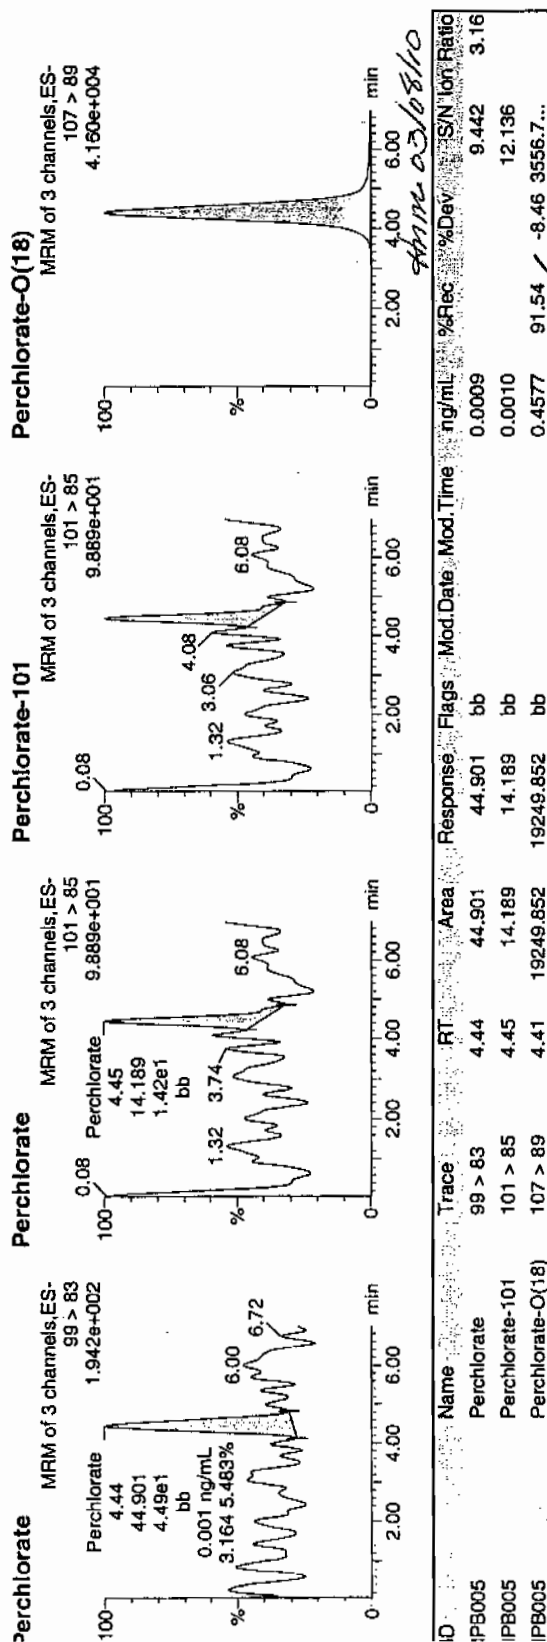 Perchlorate
MRM of 3 channels,ES-
99 > 83
1.942e+002
100
%
0
Perchlorate
4.44
44.901
4.49e1
bb
0.001 ng/mL
3.164 5.483%
6.00
6.72
2.00
4.00
6.00
min
Perchlorate
MRM of 3 channels,ES-
101 > 85
9.889e+001
100
%
0
0.08
Perchlorate
4.45
14.189
1.42e1
bb
1.32
3.74
6.08
2.00
4.00
6.00
min
Perchlorate-101
MRM of 3 channels,ES-
101 > 85
9.889e+001
100
%
0
0.08
1.32
3.06
4.08
6.08
2.00
4.00
6.00
min
Perchlorate-O(18)
MRM of 3 channels,ES-
107 > 89
4.160e+004
100
%
0
2.00
4.00
6.00
min
03/08/10
ID Name Trace RT Area Response Flags Mod.Date Mod.Time ng/mL %Rec %Dev S/N Ion Ratio
IPB005 Perchlorate 99 > 83 4.44 44.901 44.901 bb 0.0009 9.442 3.16
IPB005 Perchlorate-101 101 > 85 4.45 14.189 14.189 bb 0.0010 12.136
IPB005 Perchlorate-O(18) 107 > 89 4.41 19249.852 19249.852 bb 0.4577 91.54 -8.46 3556.7...